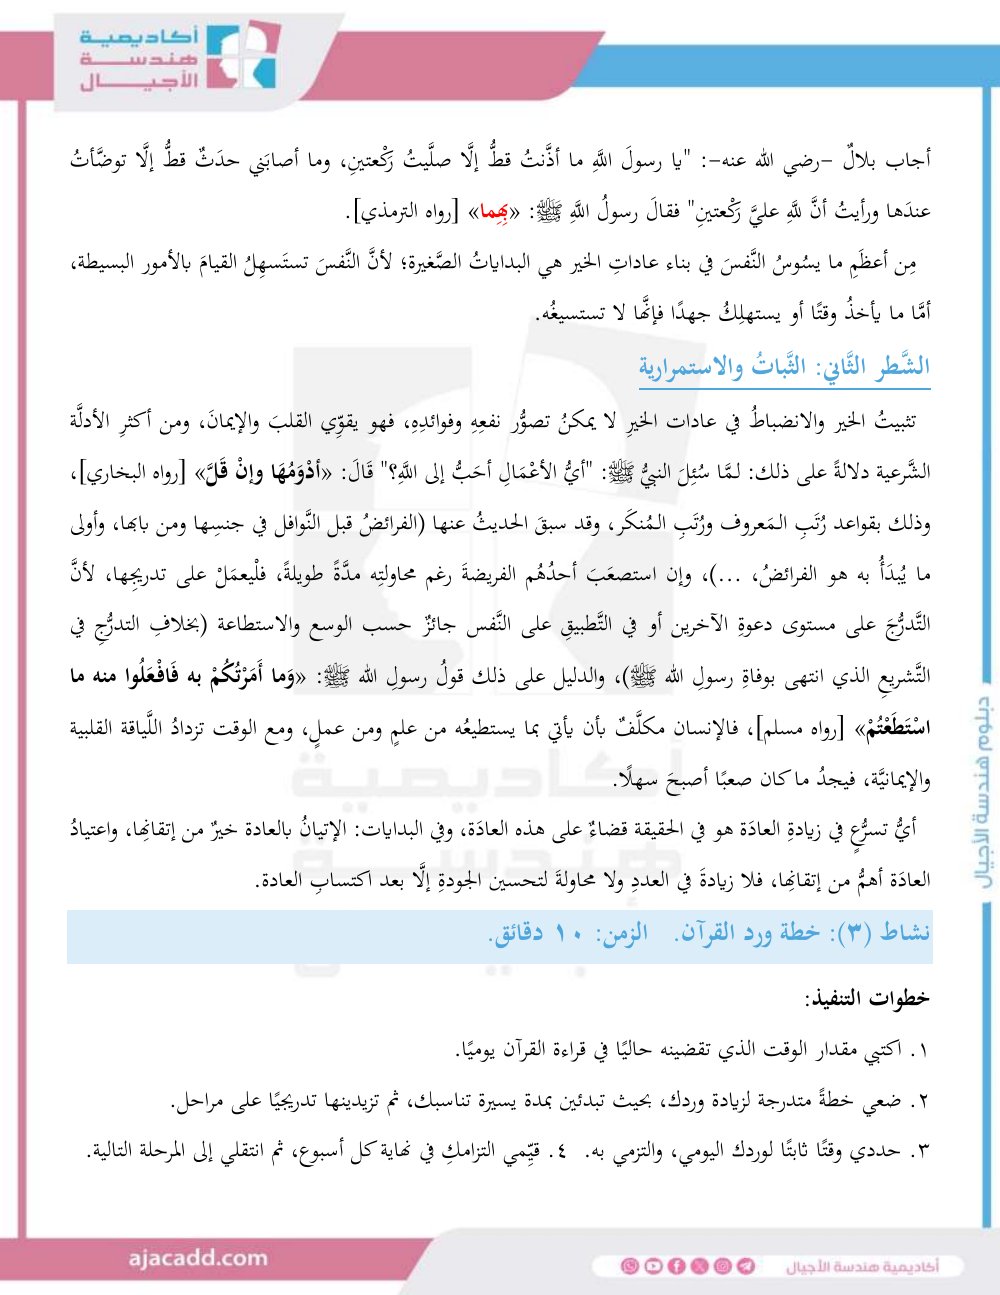 أكاديمية
هندسة
الأجيال
أجاب بلالٌ -رضي الله عنه-: "يا رسولَ اللَّهِ ما أذَّنتُ قطُّ إلَّا صلَّيتُ رَكْعتينِ، وما أصابَني حدَثٌ قطُّ إلَّا توضَّأتُ
عندَها ورأيتُ أنَّ للَّهِ عليَّ رَكْعتينِ" فقالَ رسولُ اللَّهِ ﷺ: «بِهِما» [رواه الترمذي].
مِن أعظَمِ ما يسُوسُ النَّفسَ في بناء عاداتِ الخير هي البداياتُ الصَّغيرة؛ لأنَّ النَّفسَ تستَسهِلُ القيامَ بالأمور البسيطة،
أمَّا ما يأخذُ وقتًا أو يستهلِكُ جهدًا فإنَّها لا تستسيغُه.
الشَّطر الثَّاني: الثَّباتُ والاستمرارية
تثبيتُ الخير والانضباطُ في عادات الخيرِ لا يمكنُ تصوُّر نفعِهِ وفوائدِهِ، فهو يقوّي القلبَ والإيمانَ، ومن أكثرِ الأدلَّة
الشَّرعية دلالةً على ذلك: لمَّا سُئِلَ النبيُّ ﷺ: "أيُّ الأعْمَالِ أحَبُّ إلى اللَّهِ؟" قَالَ: «أدْوَمُهَا وإنْ قَلَّ» [رواه البخاري]،
وذلك بقواعد رُتَبِ المَعروف ورُتَبِ المُنكَر، وقد سبقَ الحديثُ عنها (الفرائضُ قبل النَّوافل في جنسِها ومن بابها، وأولى
ما يُبدَأُ به هو الفرائضُ، ...)، وإن استصعَبَ أحدُهُم الفريضةَ رغم محاولتِه مدَّةً طويلةً، فلْيعمَلْ على تدريجِها، لأنَّ
التَّدرُّجَ على مستوى دعوةِ الآخرين أو في التَّطبيقِ على النَّفس جائزٌ حسب الوسع والاستطاعة (بخلافِ التدرُّجِ في
التَّشريعِ الذي انتهى بوفاةِ رسولِ الله ﷺ)، والدليل على ذلك قولُ رسولِ الله ﷺ: «وَما أَمَرْتُكُمْ به فَافْعَلُوا منه ما
اسْتَطَعْتُمْ» [رواه مسلم]، فالإنسان مكلَّفٌ بأن يأتي بما يستطيعُه من علمٍ ومن عملٍ، ومع الوقت تزدادُ اللَّياقة القلبية
والإيمانيَّة، فيجدُ ما كان صعبًا أصبحَ سهلًا.
أيُّ تسرُّعٍ في زيادةِ العادَة هو في الحقيقة قضاءٌ على هذه العادَة، وفي البدايات: الإتيانُ بالعادة خيرٌ من إتقانِها، واعتيادُ
العادَة أهمُّ من إتقانِها، فلا زيادةَ في العددِ ولا محاولةَ لتحسين الجودةِ إلَّا بعد اكتسابِ العادة.
نشاط (٣): خطة ورد القرآن. الزمن: ١٠ دقائق.
خطوات التنفيذ:
١. اكتبي مقدار الوقت الذي تقضينه حاليًا في قراءة القرآن يوميًا.
٢. ضعي خطةً متدرجة لزيادة وردك، بحيث تبدئين بمدة يسيرة تناسبك، ثم تزيدينها تدريجيًا على مراحل.
٣. حددي وقتًا ثابتًا لوردك اليومي، والتزمي به. ٤. قيِّمي التزامكِ في نهاية كل أسبوع، ثم انتقلي إلى المرحلة التالية.
دبلوم هندسة الأجيال
أكاديمية هندسة الأجيال
ajacadd.com